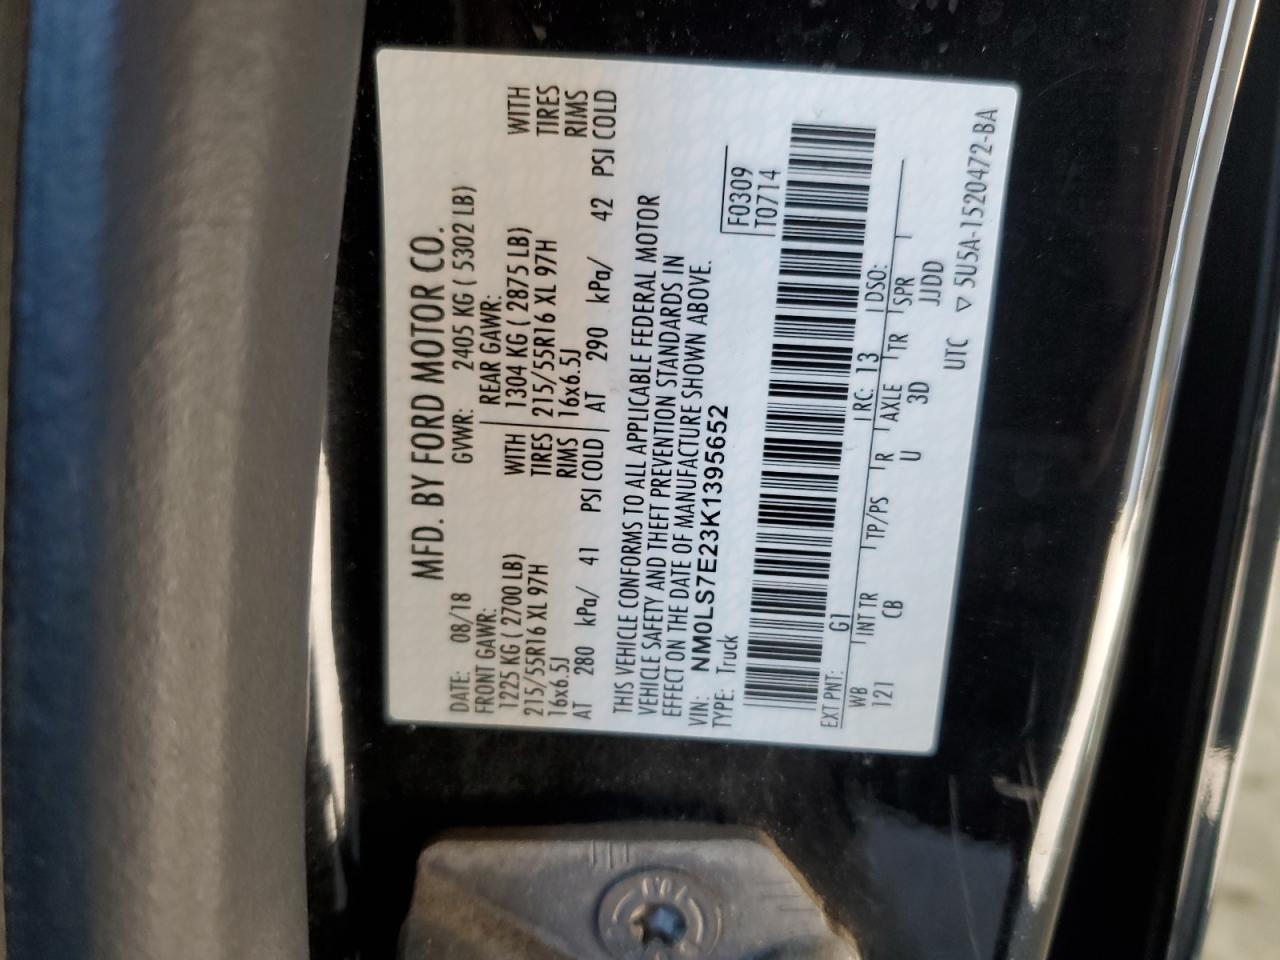 MFD. BY FORD MOTOR CO.
DATE: 08/18 GVWR: 2405 KG ( 5302 LB)
FRONT GAWR: REAR GAWR:
1225 KG ( 2700 LB) WITH 1304 KG ( 2875 LB) WITH
215/55R16 XL 97H TIRES 215/55R16 XL 97H TIRES
16x6.5J RIMS 16x6.5J RIMS
AT 280 kPa/ 41 PSI COLD AT 290 kPa/ 42 PSI COLD
THIS VEHICLE CONFORMS TO ALL APPLICABLE FEDERAL MOTOR
VEHICLE SAFETY AND THEFT PREVENTION STANDARDS IN
EFFECT ON THE DATE OF MANUFACTURE SHOWN ABOVE.
VIN: NM0LS7E23K1395652
TYPE: Truck
F0309
T0714
EXT PNT: G1 RC: 13 DSO:
WB INT TR TP/PS R AXLE TR SPR
121 CB U 3D JJDD
UTC ▽ 5U5A-1520472-BA